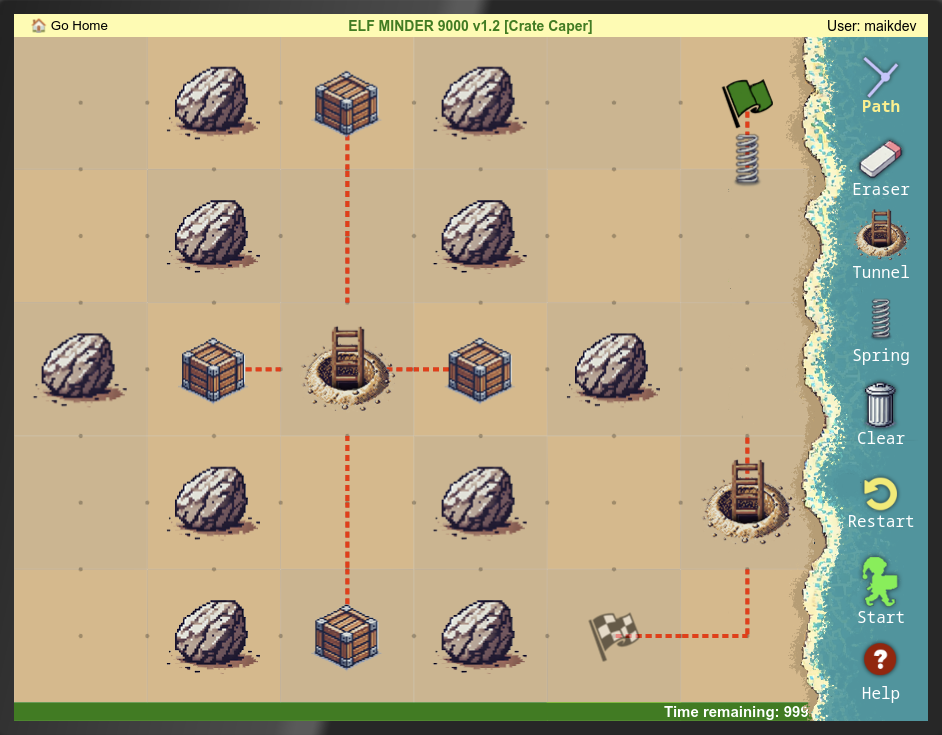 Go Home
ELF MINDER 9000 v1.2 [Crate Caper]
User: maikdev
Path
Eraser
Tunnel
Spring
Clear
Restart
Start
?
Help
Time remaining: 999